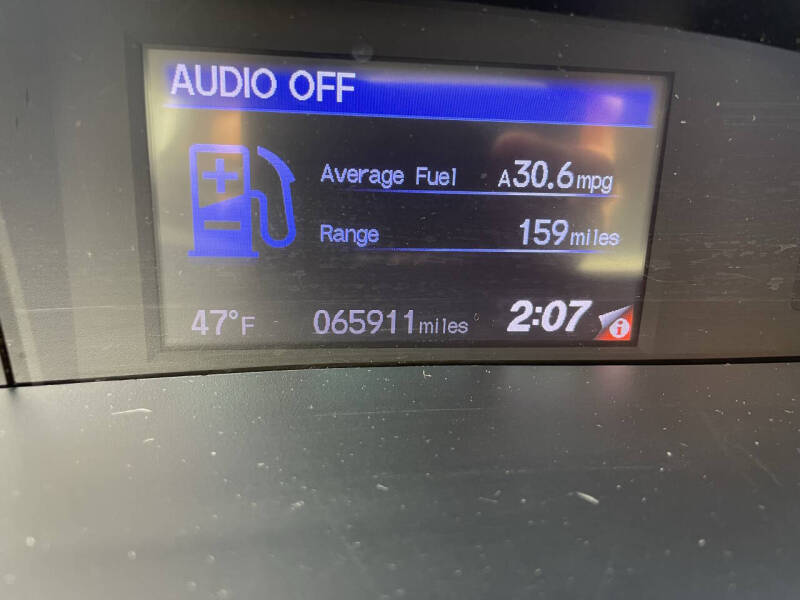 AUDIO OFF
Average Fuel A30.6mpg
Range 159miles
47°F 065911miles 2:07 i